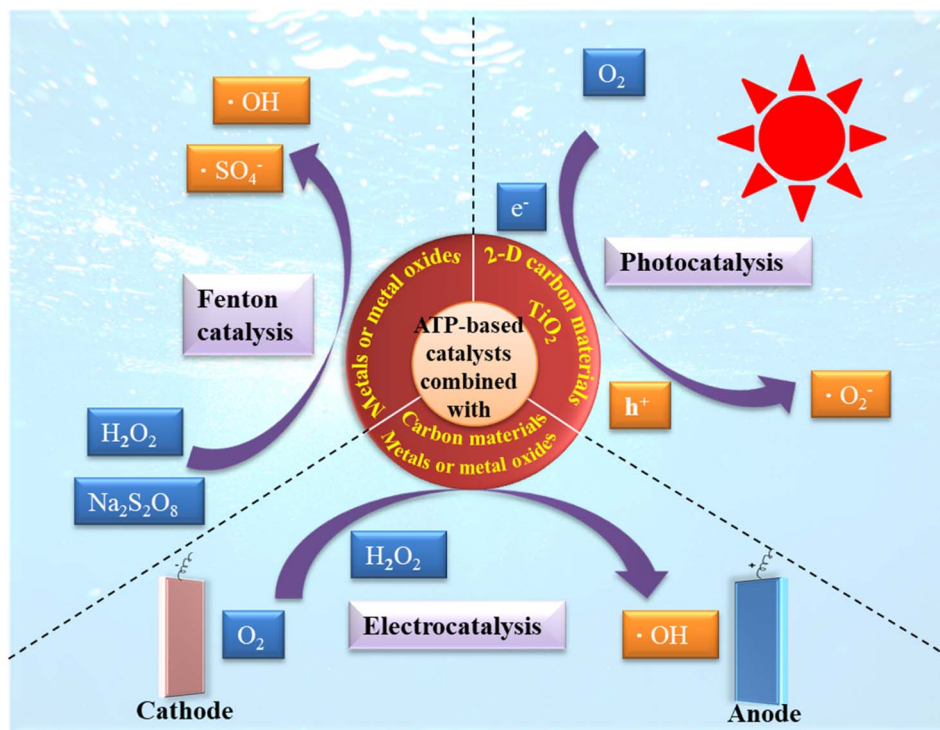 · OH
· SO₄⁻
Fenton
catalysis
H₂O₂
Na₂S₂O₈
O₂
e⁻
Photocatalysis
h⁺
· O₂⁻
Metals or metal oxides
2-D carbon materials
TiO₂
ATP-based
catalysts
combined
with
Carbon materials
Metals or metal oxides
H₂O₂
Electrocatalysis
-
O₂
Cathode
· OH
+
Anode